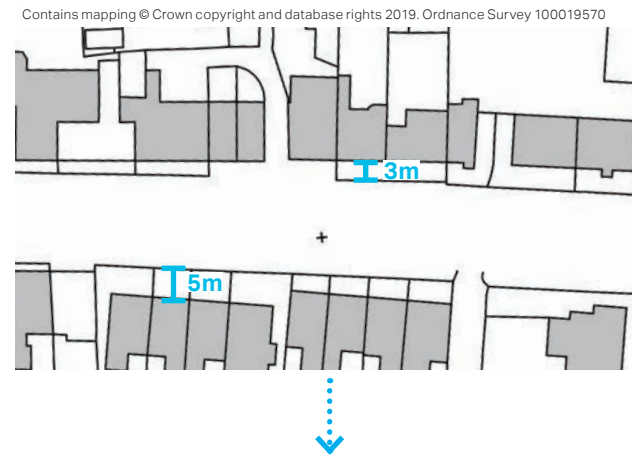 Contains mapping © Crown copyright and database rights 2019. Ordnance Survey 100019570
3m
5m